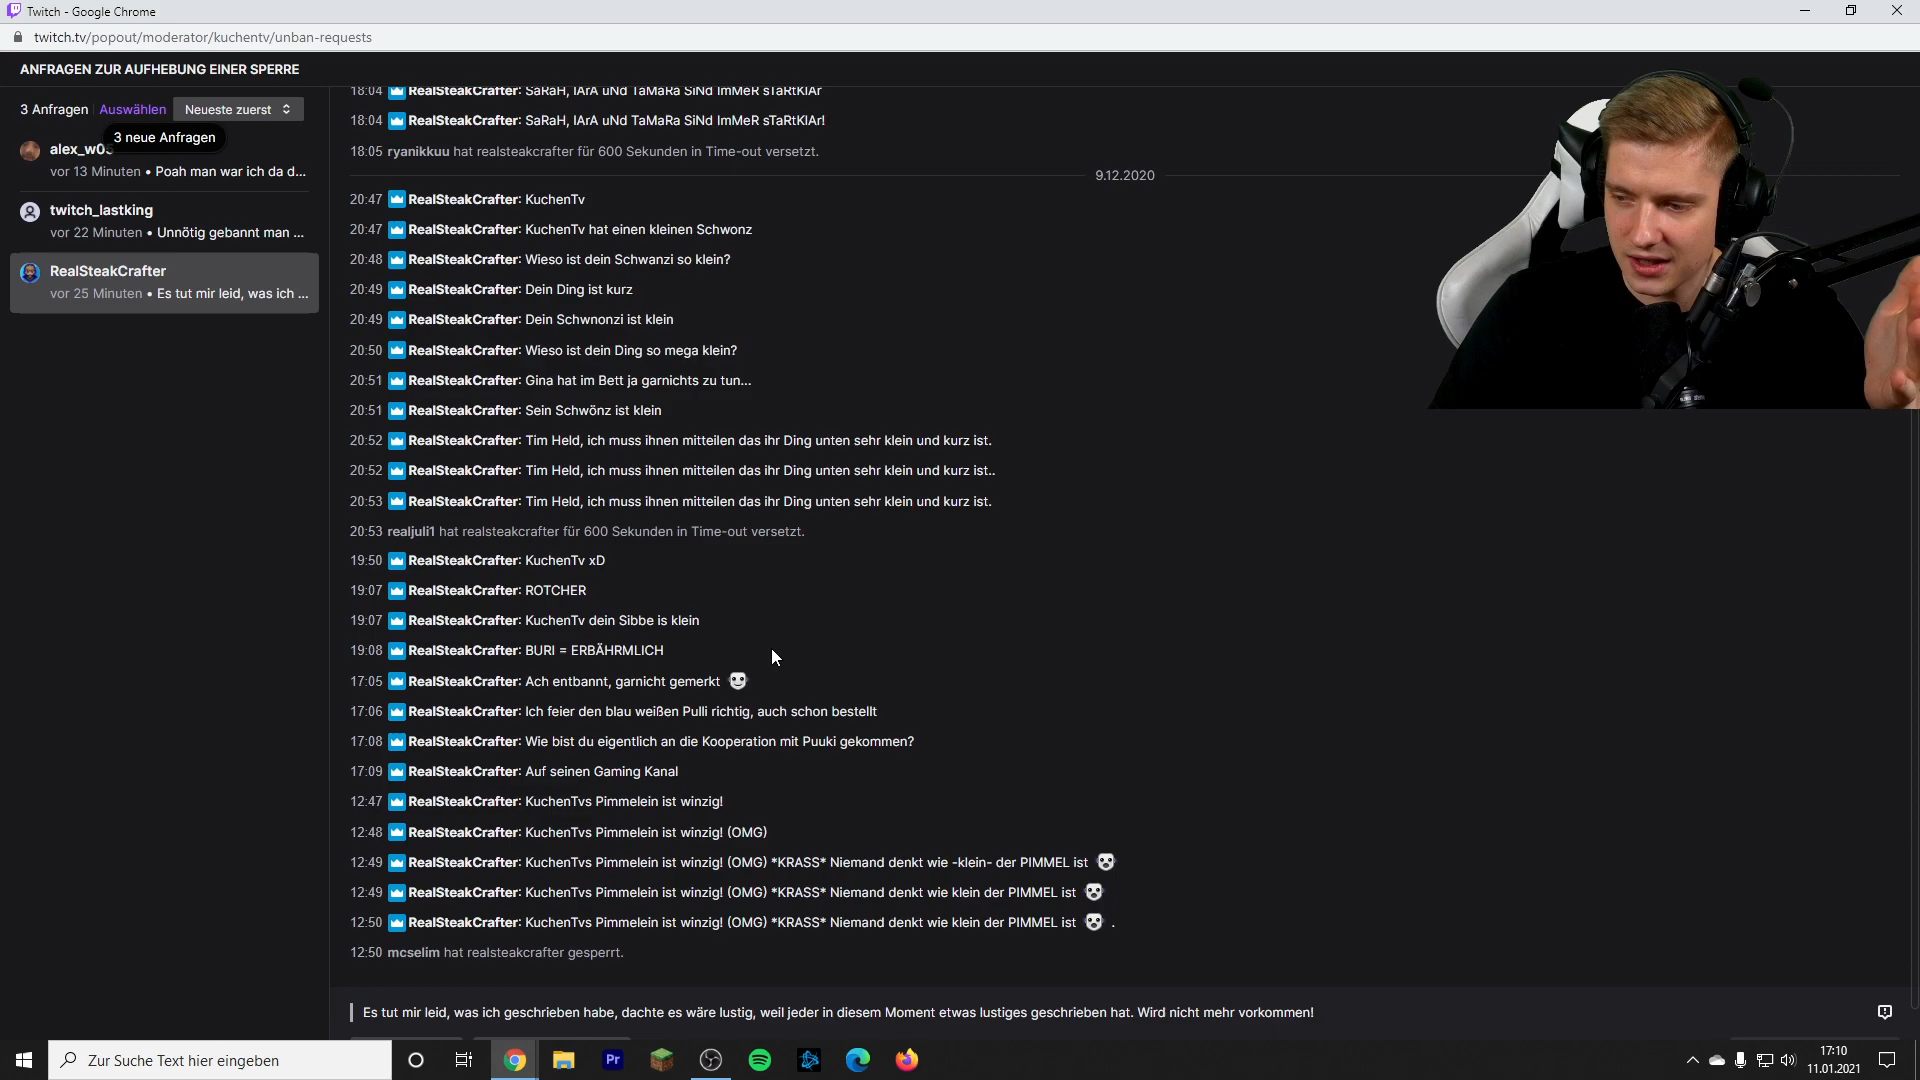 Twitch - Google Chrome
twitch.tv/popout/moderator/kuchentv/unban-requests
ANFRAGEN ZUR AUFHEBUNG EINER SPERRE
3 Anfragen Auswählen Neueste zuerst
3 neue Anfragen
alex_w05
vor 13 Minuten • Poah man war ich da d...
twitch_lastking
vor 22 Minuten • Unnötig gebannt man ...
RealSteakCrafter
vor 25 Minuten • Es tut mir leid, was ich ...
18:04 RealSteakCrafter: SaRaH, lArA uNd TaMaRa SiNd ImMeR sTaRtKlAr
18:04 RealSteakCrafter: SaRaH, lArA uNd TaMaRa SiNd ImMeR sTaRtKlAr!
18:05 ryanikkuu hat realsteakcrafter für 600 Sekunden in Time-out versetzt.
9.12.2020
20:47 RealSteakCrafter: KuchenTv
20:47 RealSteakCrafter: KuchenTv hat einen kleinen Schwonz
20:48 RealSteakCrafter: Wieso ist dein Schwanzi so klein?
20:49 RealSteakCrafter: Dein Ding ist kurz
20:49 RealSteakCrafter: Dein Schwnonzi ist klein
20:50 RealSteakCrafter: Wieso ist dein Ding so mega klein?
20:51 RealSteakCrafter: Gina hat im Bett ja garnichts zu tun...
20:51 RealSteakCrafter: Sein Schwönz ist klein
20:52 RealSteakCrafter: Tim Held, ich muss ihnen mitteilen das ihr Ding unten sehr klein und kurz ist.
20:52 RealSteakCrafter: Tim Held, ich muss ihnen mitteilen das ihr Ding unten sehr klein und kurz ist..
20:53 RealSteakCrafter: Tim Held, ich muss ihnen mitteilen das ihr Ding unten sehr klein und kurz ist.
20:53 realjuli1 hat realsteakcrafter für 600 Sekunden in Time-out versetzt.
19:50 RealSteakCrafter: KuchenTv xD
19:07 RealSteakCrafter: ROTCHER
19:07 RealSteakCrafter: KuchenTv dein Sibbe is klein
19:08 RealSteakCrafter: BURI = ERBÄHRMLICH
17:05 RealSteakCrafter: Ach entbannt, garnicht gemerkt
17:06 RealSteakCrafter: Ich feier den blau weißen Pulli richtig, auch schon bestellt
17:08 RealSteakCrafter: Wie bist du eigentlich an die Kooperation mit Puuki gekommen?
17:09 RealSteakCrafter: Auf seinen Gaming Kanal
12:47 RealSteakCrafter: KuchenTvs Pimmelein ist winzig!
12:48 RealSteakCrafter: KuchenTvs Pimmelein ist winzig! (OMG)
12:49 RealSteakCrafter: KuchenTvs Pimmelein ist winzig! (OMG) *KRASS* Niemand denkt wie -klein- der PIMMEL ist
12:49 RealSteakCrafter: KuchenTvs Pimmelein ist winzig! (OMG) *KRASS* Niemand denkt wie klein der PIMMEL ist
12:50 RealSteakCrafter: KuchenTvs Pimmelein ist winzig! (OMG) *KRASS* Niemand denkt wie klein der PIMMEL ist .
12:50 mcselim hat realsteakcrafter gesperrt.
Es tut mir leid, was ich geschrieben habe, dachte es wäre lustig, weil jeder in diesem Moment etwas lustiges geschrieben hat. Wird nicht mehr vorkommen!
Zur Suche Text hier eingeben
Pr
17:10
11.01.2021